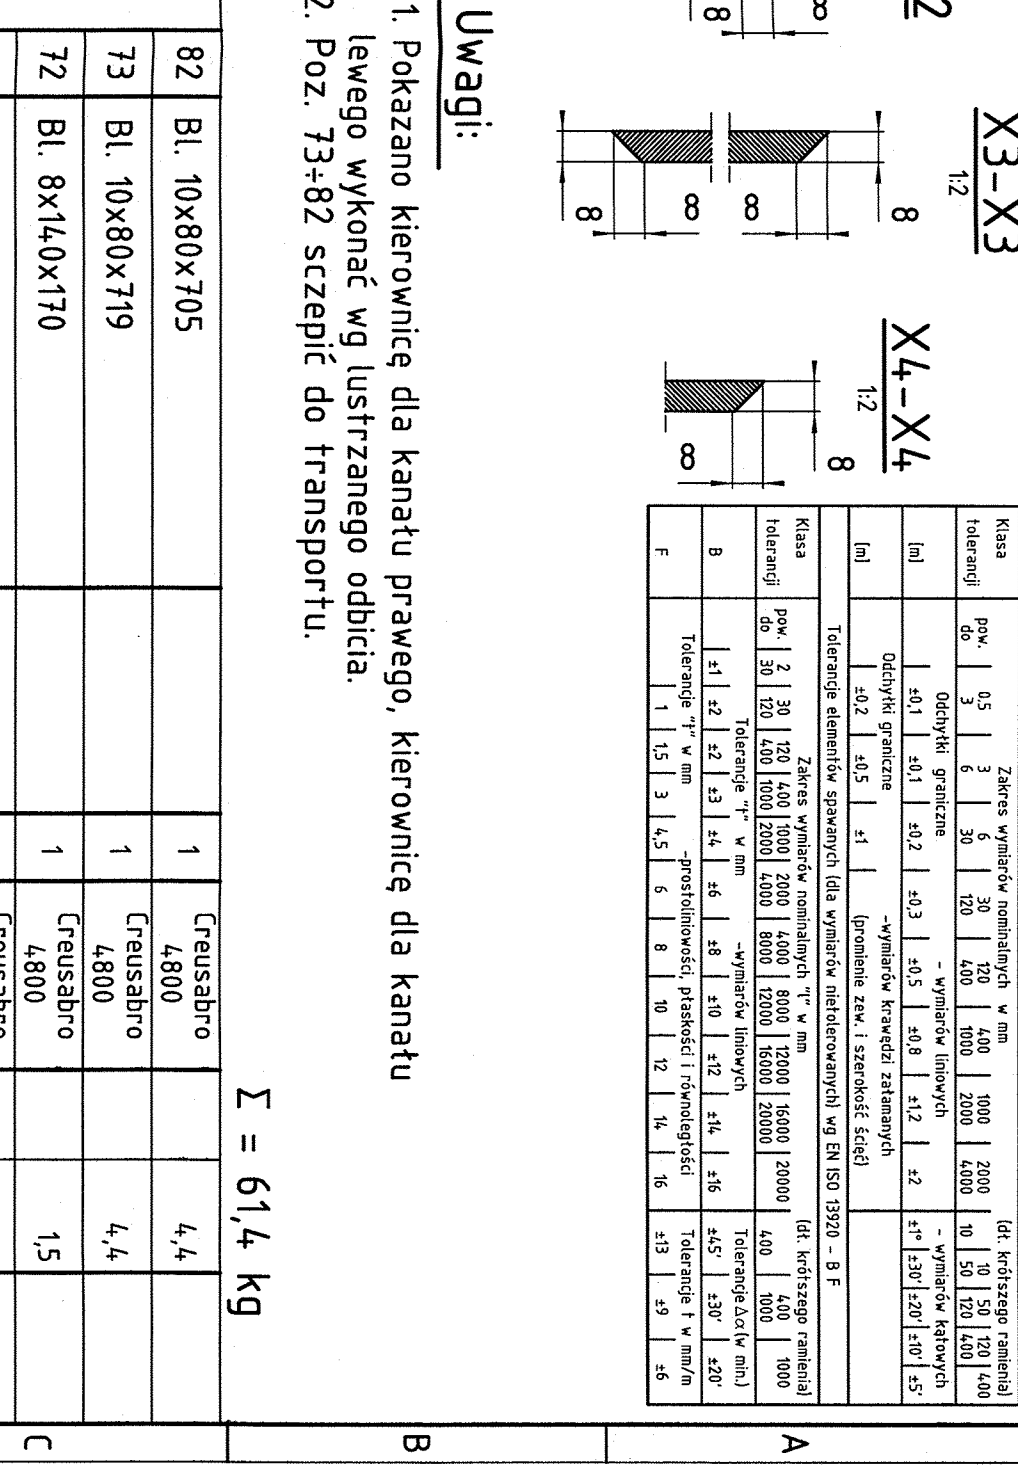 2
8
8
X3-X3
1:2
8
8
8
8
X4-X4
1:2
8
8
Klasa tolerancji
Zakres wymiarów nominalnych w mm
(dł. krótszego ramienia)
pow. 0,5 3 6 30 120 400 1000 2000 10 50 120 400
do 3 6 30 120 400 1000 2000 4000 10 50 120 400
Odchyłki graniczne - wymiarów liniowych - wymiarów kątowych
[m] ±0,1 ±0,1 ±0,2 ±0,3 ±0,5 ±0,8 ±1,2 ±2 ±1° ±30' ±20' ±10' ±5'
Odchyłki graniczne -wymiarów krawędzi załamanych
[m] ±0,2 ±0,5 ±1 (promienie zew. i szerokość ścięć)
Tolerancje elementów spawanych (dla wymiarów nietolerowanych) wg EN ISO 13920 - B F
Klasa tolerancji
Zakres wymiarów nominalnych "l" w mm (dł. krótszego ramienia)
pow. 2 30 120 400 1000 2000 4000 8000 12000 16000 20000 400 1000
do 30 120 400 1000 2000 4000 8000 12000 16000 20000 400 1000
Tolerancje "t" w mm -wymiarów liniowych Tolerancje Δα(w min.)
B ±1 ±2 ±2 ±3 ±4 ±6 ±8 ±10 ±12 ±14 ±16 ±45' ±30' ±20'
Tolerancje "t" w mm -prostoliniowości, płaskości i równoległości Tolerancje t w mm/m
F 1 1,5 3 4,5 6 8 10 12 14 16 ±13 ±9 ±6
Uwagi:
1. Pokazano kierownicę dla kanału prawego, kierownicę dla kanału
lewego wykonać wg lustrzanego odbicia.
2. Poz. 73÷82 sczepić do transportu.
Σ = 61,4 kg
82 Bl. 10x80x705 1 Creusabro 4800 4,4
73 Bl. 10x80x719 1 Creusabro 4800 4,4
72 Bl. 8x140x170 1 Creusabro 4800 1,5
Creusabro
A
B
C